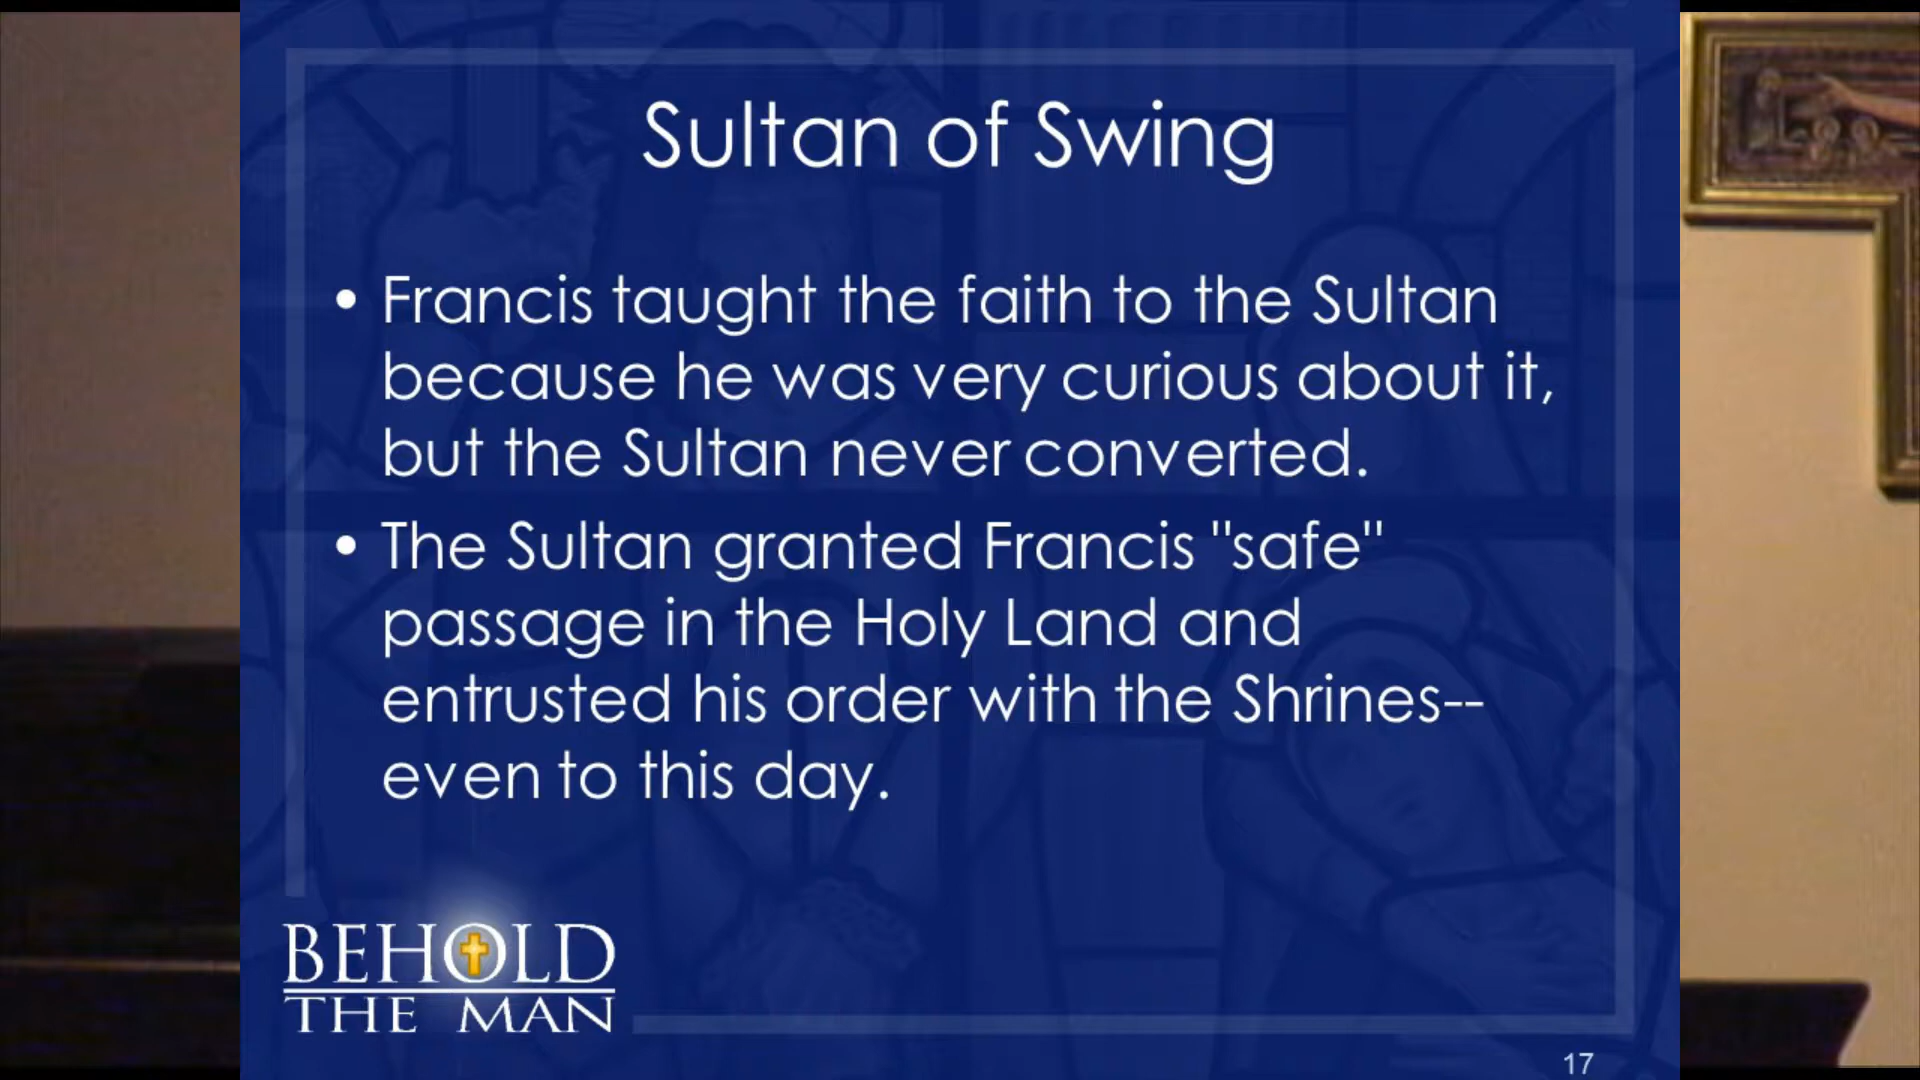 Sultan of Swing
• Francis taught the faith to the Sultan
because he was very curious about it,
but the Sultan never converted.
• The Sultan granted Francis "safe"
passage in the Holy Land and
entrusted his order with the Shrines--
even to this day.
BEHOLD
THE MAN
17